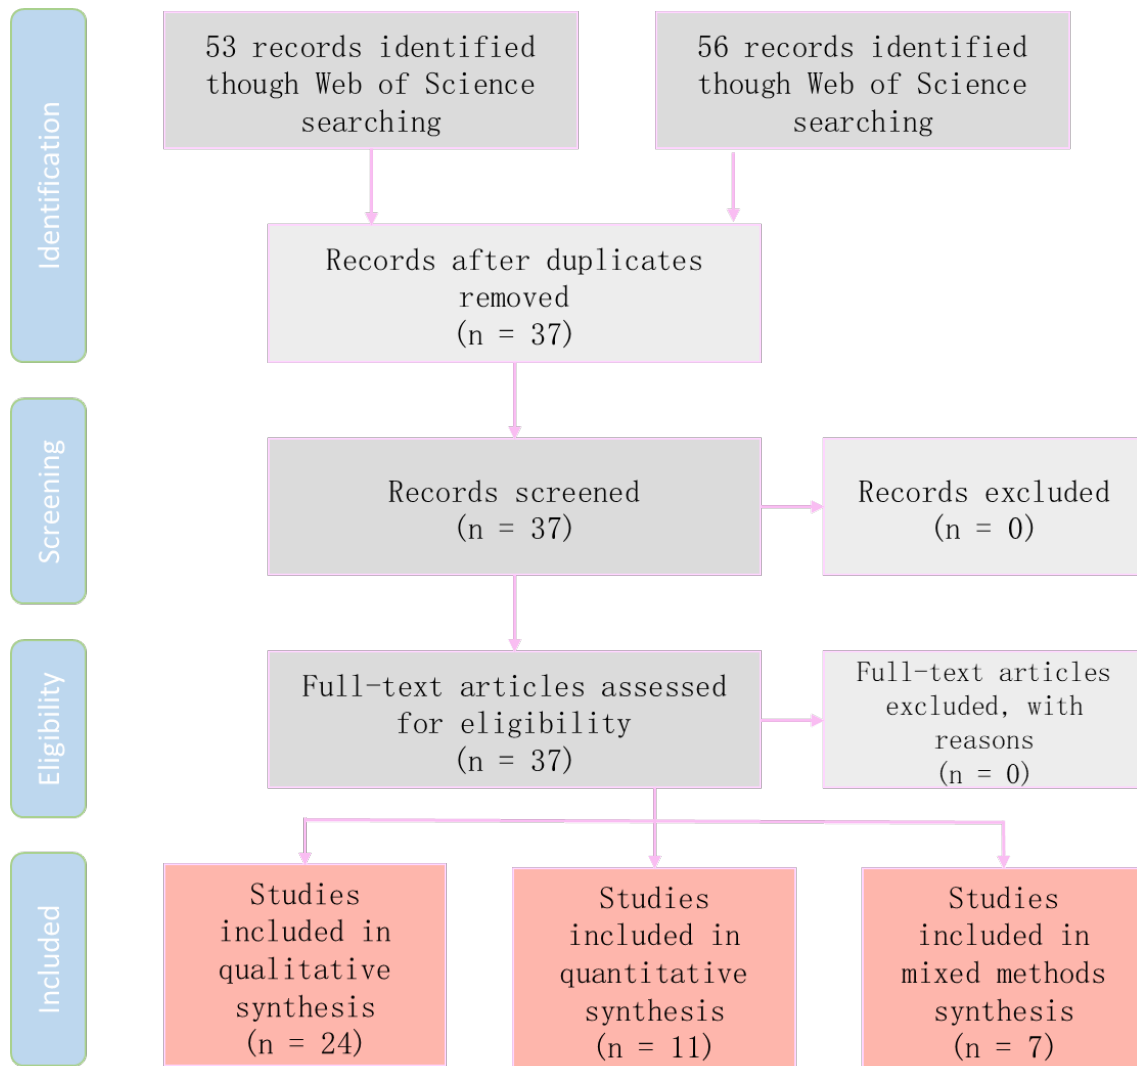 Identification
53 records identified
though Web of Science
searching
56 records identified
though Web of Science
searching
Records after duplicates
removed
(n = 37)
Screening
Records screened
(n = 37)
Records excluded
(n = 0)
Eligibility
Full-text articles assessed
for eligibility
(n = 37)
Full-text articles
excluded, with
reasons
(n = 0)
Included
Studies
included in
qualitative
synthesis
(n = 24)
Studies
included in
quantitative
synthesis
(n = 11)
Studies
included in
mixed methods
synthesis
(n = 7)